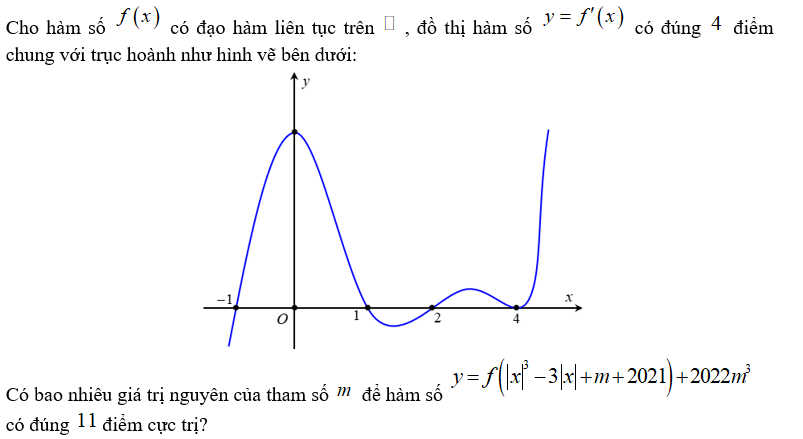 Cho hàm số f(x) có đạo hàm liên tục trên □ , đồ thị hàm số y = f'(x) có đúng 4 điểm
chung với trục hoành như hình vẽ bên dưới:
y
−1
O
1
2
4
x
Có bao nhiêu giá trị nguyên của tham số m để hàm số y = f(|x|³ − 3|x| + m + 2021) + 2022m³
có đúng 11 điểm cực trị?